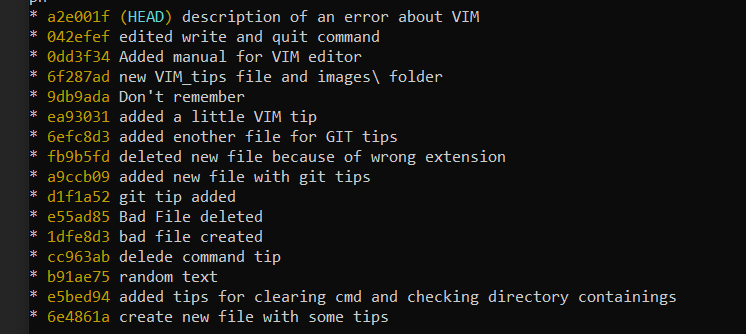 * a2e001f (HEAD) description of an error about VIM
* 042efef edited write and quit command
* 0dd3f34 Added manual for VIM editor
* 6f287ad new VIM_tips file and images\ folder
* 9db9ada Don't remember
* ea93031 added a little VIM tip
* 6efc8d3 added enother file for GIT tips
* fb9b5fd deleted new file because of wrong extension
* a9ccb09 added new file with git tips
* d1f1a52 git tip added
* e55ad85 Bad File deleted
* 1dfe8d3 bad file created
* cc963ab delede command tip
* b91ae75 random text
* e5bed94 added tips for clearing cmd and checking directory containings
* 6e4861a create new file with some tips